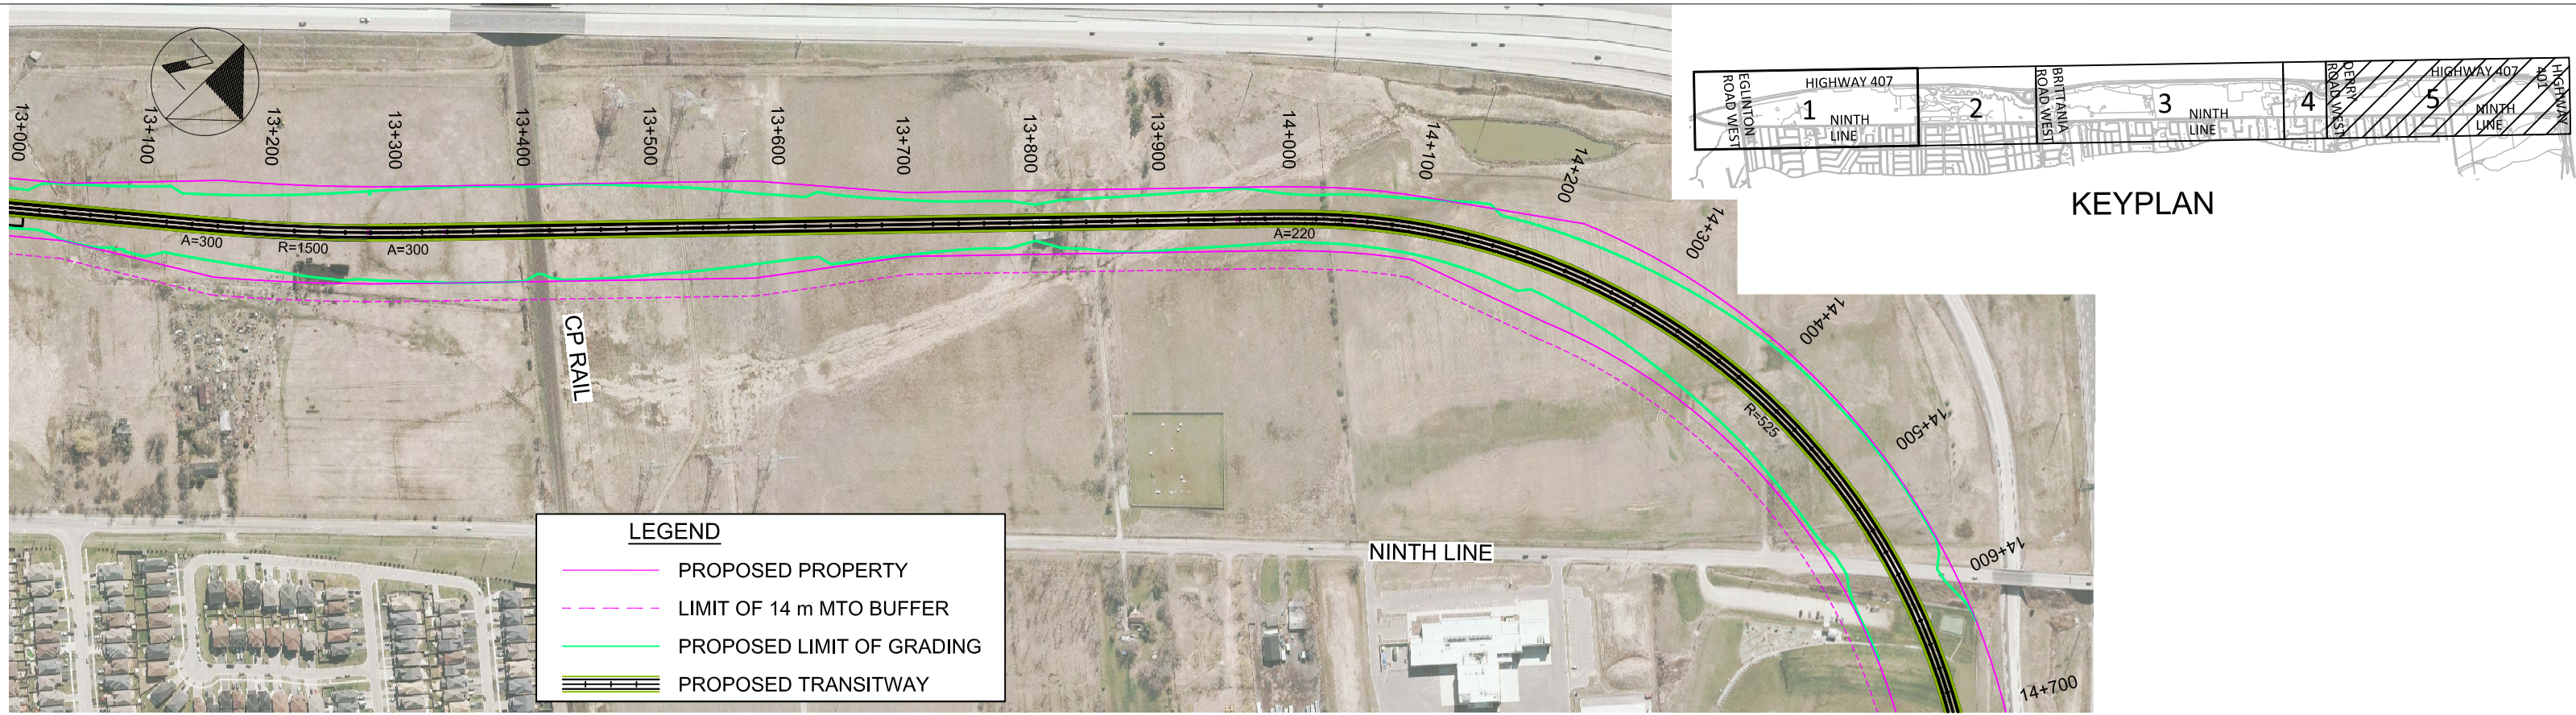 13+000
13+100
13+200
13+300
13+400
13+500
13+600
13+700
13+800
13+900
14+000
14+100
14+200
14+300
14+400
14+500
14+600
14+700
A=300
R=1500
A=300
A=220
R=525
CP RAIL
NINTH LINE
LEGEND
PROPOSED PROPERTY
LIMIT OF 14 m MTO BUFFER
PROPOSED LIMIT OF GRADING
PROPOSED TRANSITWAY
EGLINTON
ROAD WEST
HIGHWAY 407
1
NINTH
LINE
2
BRITTANIA
ROAD WEST
3
NINTH
LINE
4
DERRY
ROAD WEST
HIGHWAY 407
5
NINTH
LINE
HIGHWAY
401
KEYPLAN